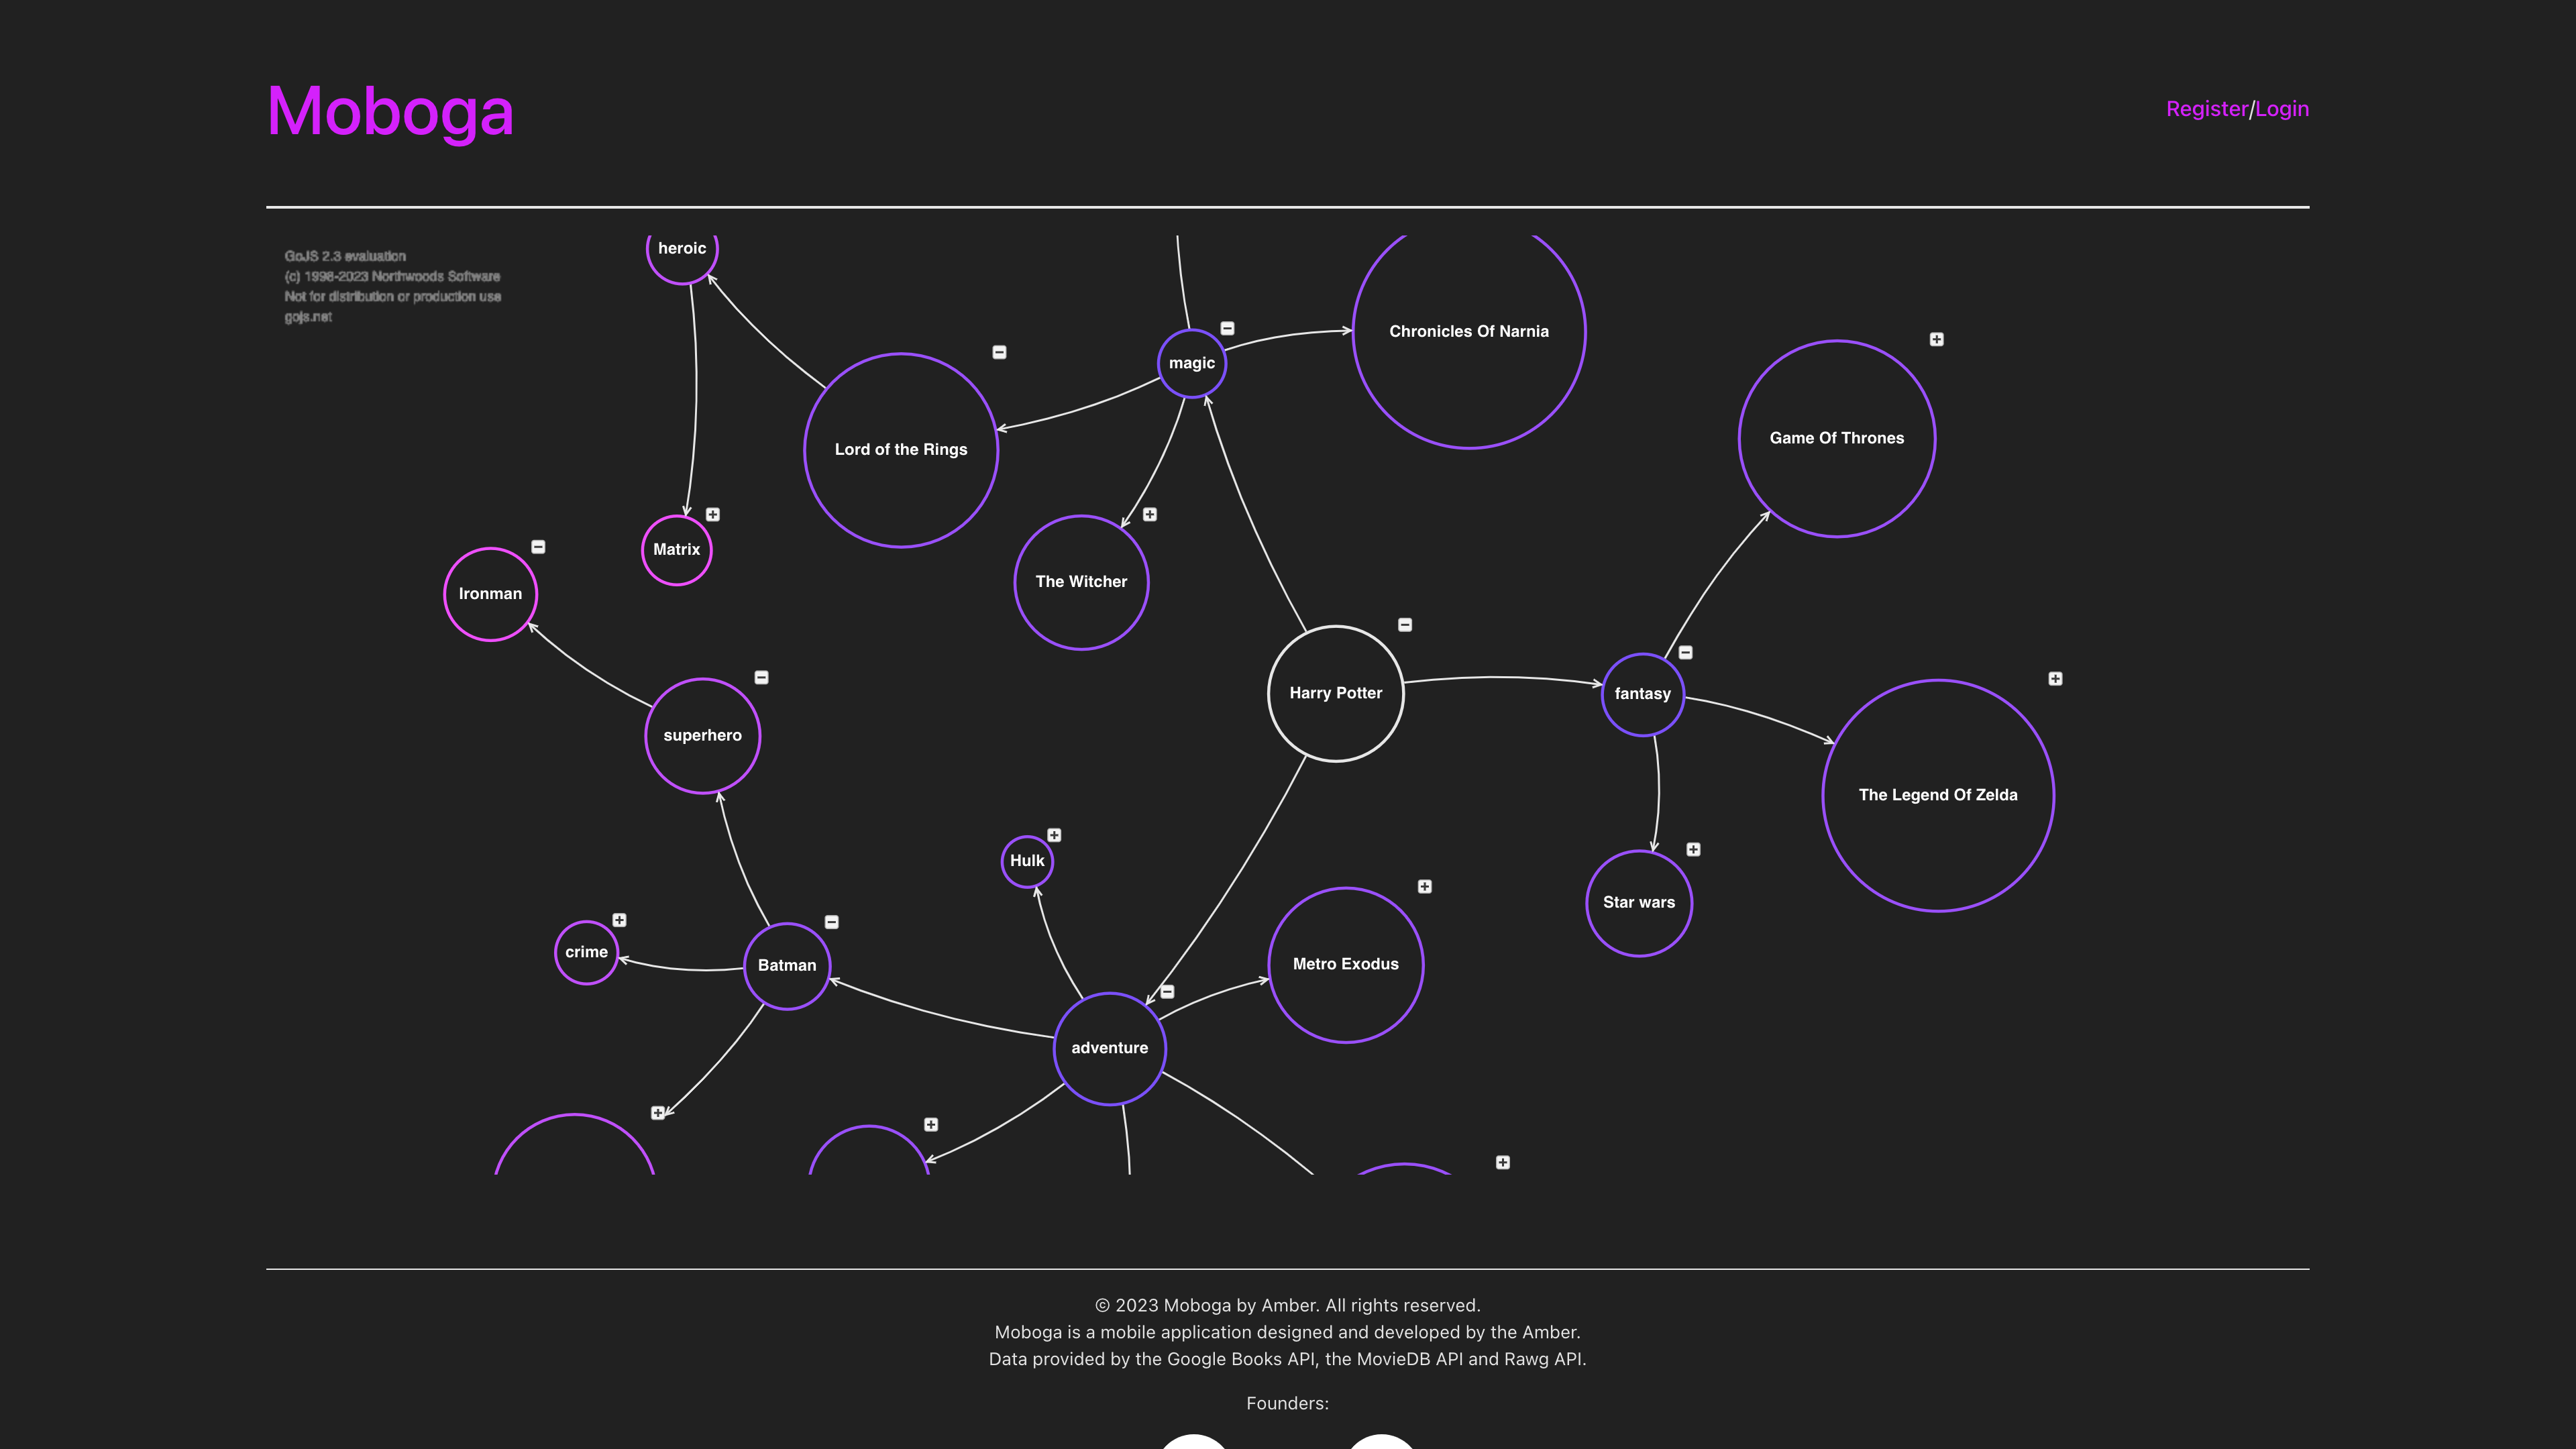 Moboga
Register/Login
GoJS 2.3 evaluation
(c) 1998-2023 Northwoods Software
Not for distribution or production use
gojs.net
heroic
Chronicles Of Narnia
magic
Game Of Thrones
Lord of the Rings
Matrix
The Witcher
Ironman
Harry Potter
fantasy
superhero
The Legend Of Zelda
Hulk
Star wars
crime
Batman
Metro Exodus
adventure
© 2023 Moboga by Amber. All rights reserved.
Moboga is a mobile application designed and developed by the Amber.
Data provided by the Google Books API, the MovieDB API and Rawg API.
Founders: